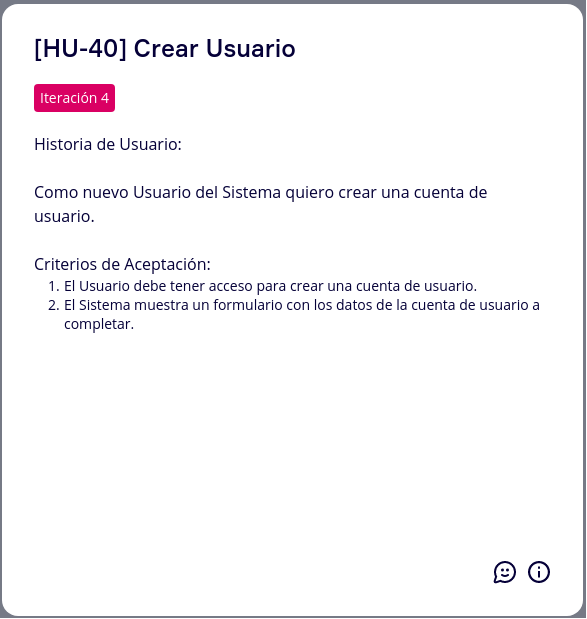 [HU-40] Crear Usuario
Iteración 4
Historia de Usuario:
Como nuevo Usuario del Sistema quiero crear una cuenta de
usuario.
Criterios de Aceptación:
1. El Usuario debe tener acceso para crear una cuenta de usuario.
2. El Sistema muestra un formulario con los datos de la cuenta de usuario a
completar.